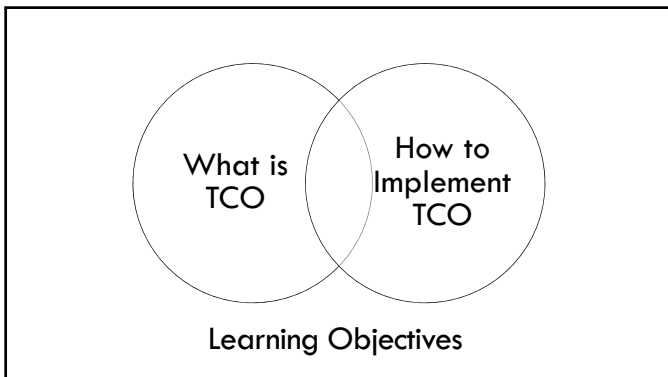 What is
TCO
How to
Implement
TCO
Learning Objectives